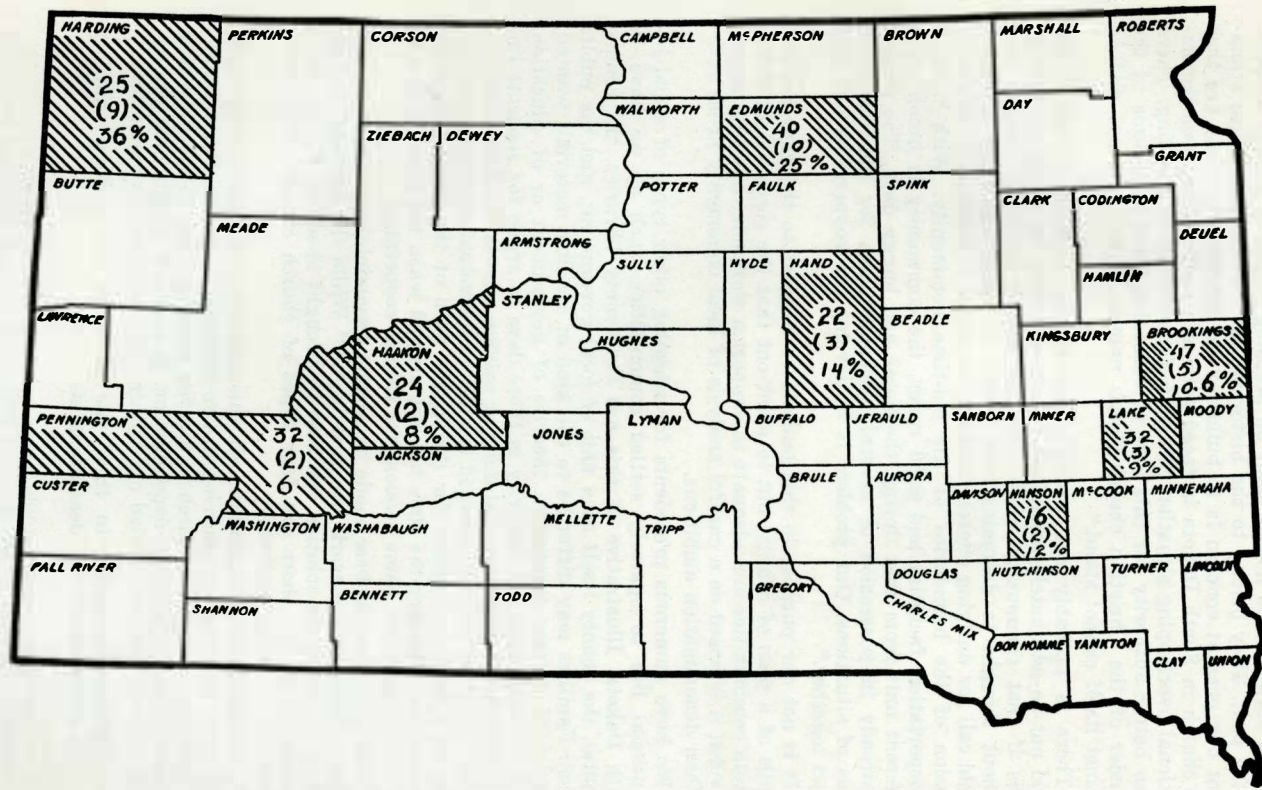 HARDING
25
(9)
36%
PERKINS
CORSON
CAMPBELL
McPHERSON
BROWN
MARSHALL
ROBERTS
WALWORTH
EDMUNDS
40
(10)
25%
DAY
ZIEBACH
DEWEY
GRANT
BUTTE
POTTER
FAULK
SPINK
CLARK
CODINGTON
MEADE
DEUEL
ARMSTRONG
SULLY
HYDE
HAND
22
(3)
14%
HAMLIN
STANLEY
LAWRENCE
BEADLE
KINGSBURY
BROOKINGS
47
(5)
10.6%
HUGHES
HAAKON
24
(2)
8%
PENNINGTON
32
(2)
6
JONES
LYMAN
BUFFALO
JERAULD
SANBORN
MINER
LAKE
32
(3)
9%
MOODY
JACKSON
CUSTER
BRULE
AURORA
DAVISON
HANSON
16
(2)
12%
McCOOK
MINNEHAHA
WASHINGTON
WASHABAUGH
MELLETTE
TRIPP
FALL RIVER
SHANNON
BENNETT
TODD
GREGORY
DOUGLAS
HUTCHINSON
TURNER
LINCOLN
CHARLES MIX
BON HOMME
YANKTON
CLAY
UNION